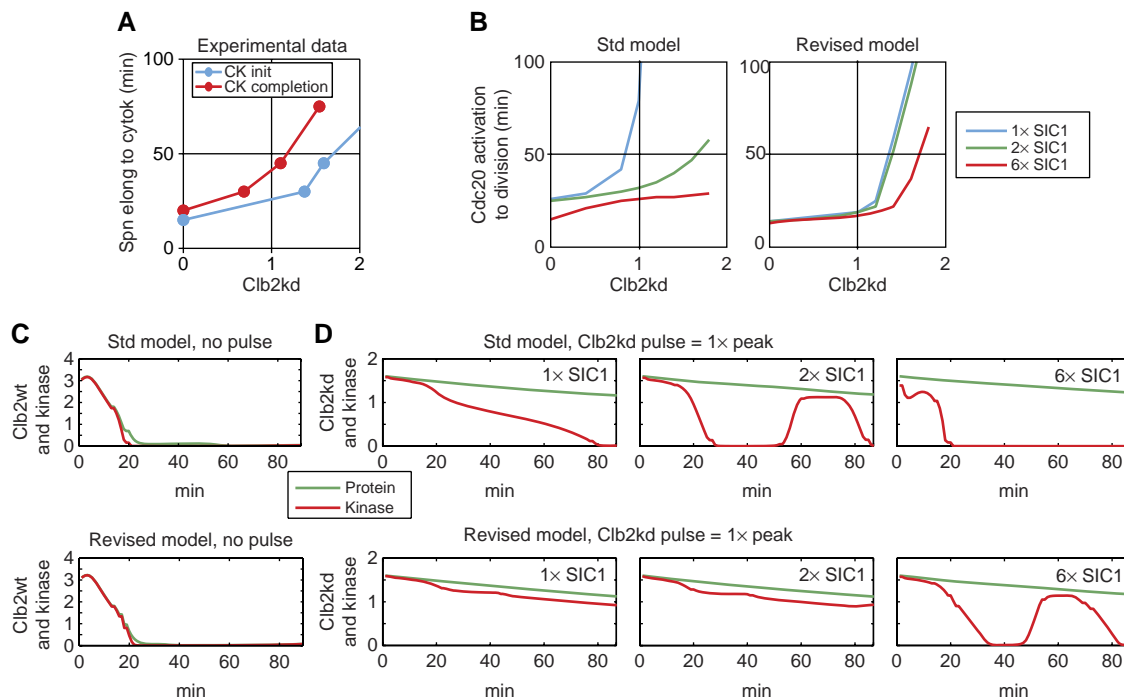 A
Experimental data
CK init
CK completion
Spn elong to cytok (min)
100
50
0
0 1 2
Clb2kd
B
Std model
Cdc20 activation
to division (min)
100
50
0
0 1 2
Clb2kd
Revised model
100
50
0
0 1 2
Clb2kd
1× SIC1
2× SIC1
6× SIC1
C
Std model, no pulse
Clb2wt
and kinase
4
3
2
1
0
0 20 40 60 80
min
D
Std model, Clb2kd pulse = 1× peak
Clb2kd
and kinase
2
1
0
1× SIC1
0 20 40 60 80
min
2× SIC1
0 20 40 60 80
min
6× SIC1
0 20 40 60 80
min
Protein
Kinase
Revised model, no pulse
Clb2wt
and kinase
4
3
2
1
0
0 20 40 60 80
min
Revised model, Clb2kd pulse = 1× peak
Clb2kd
and kinase
2
1
0
1× SIC1
0 20 40 60 80
min
2× SIC1
0 20 40 60 80
min
6× SIC1
0 20 40 60 80
min